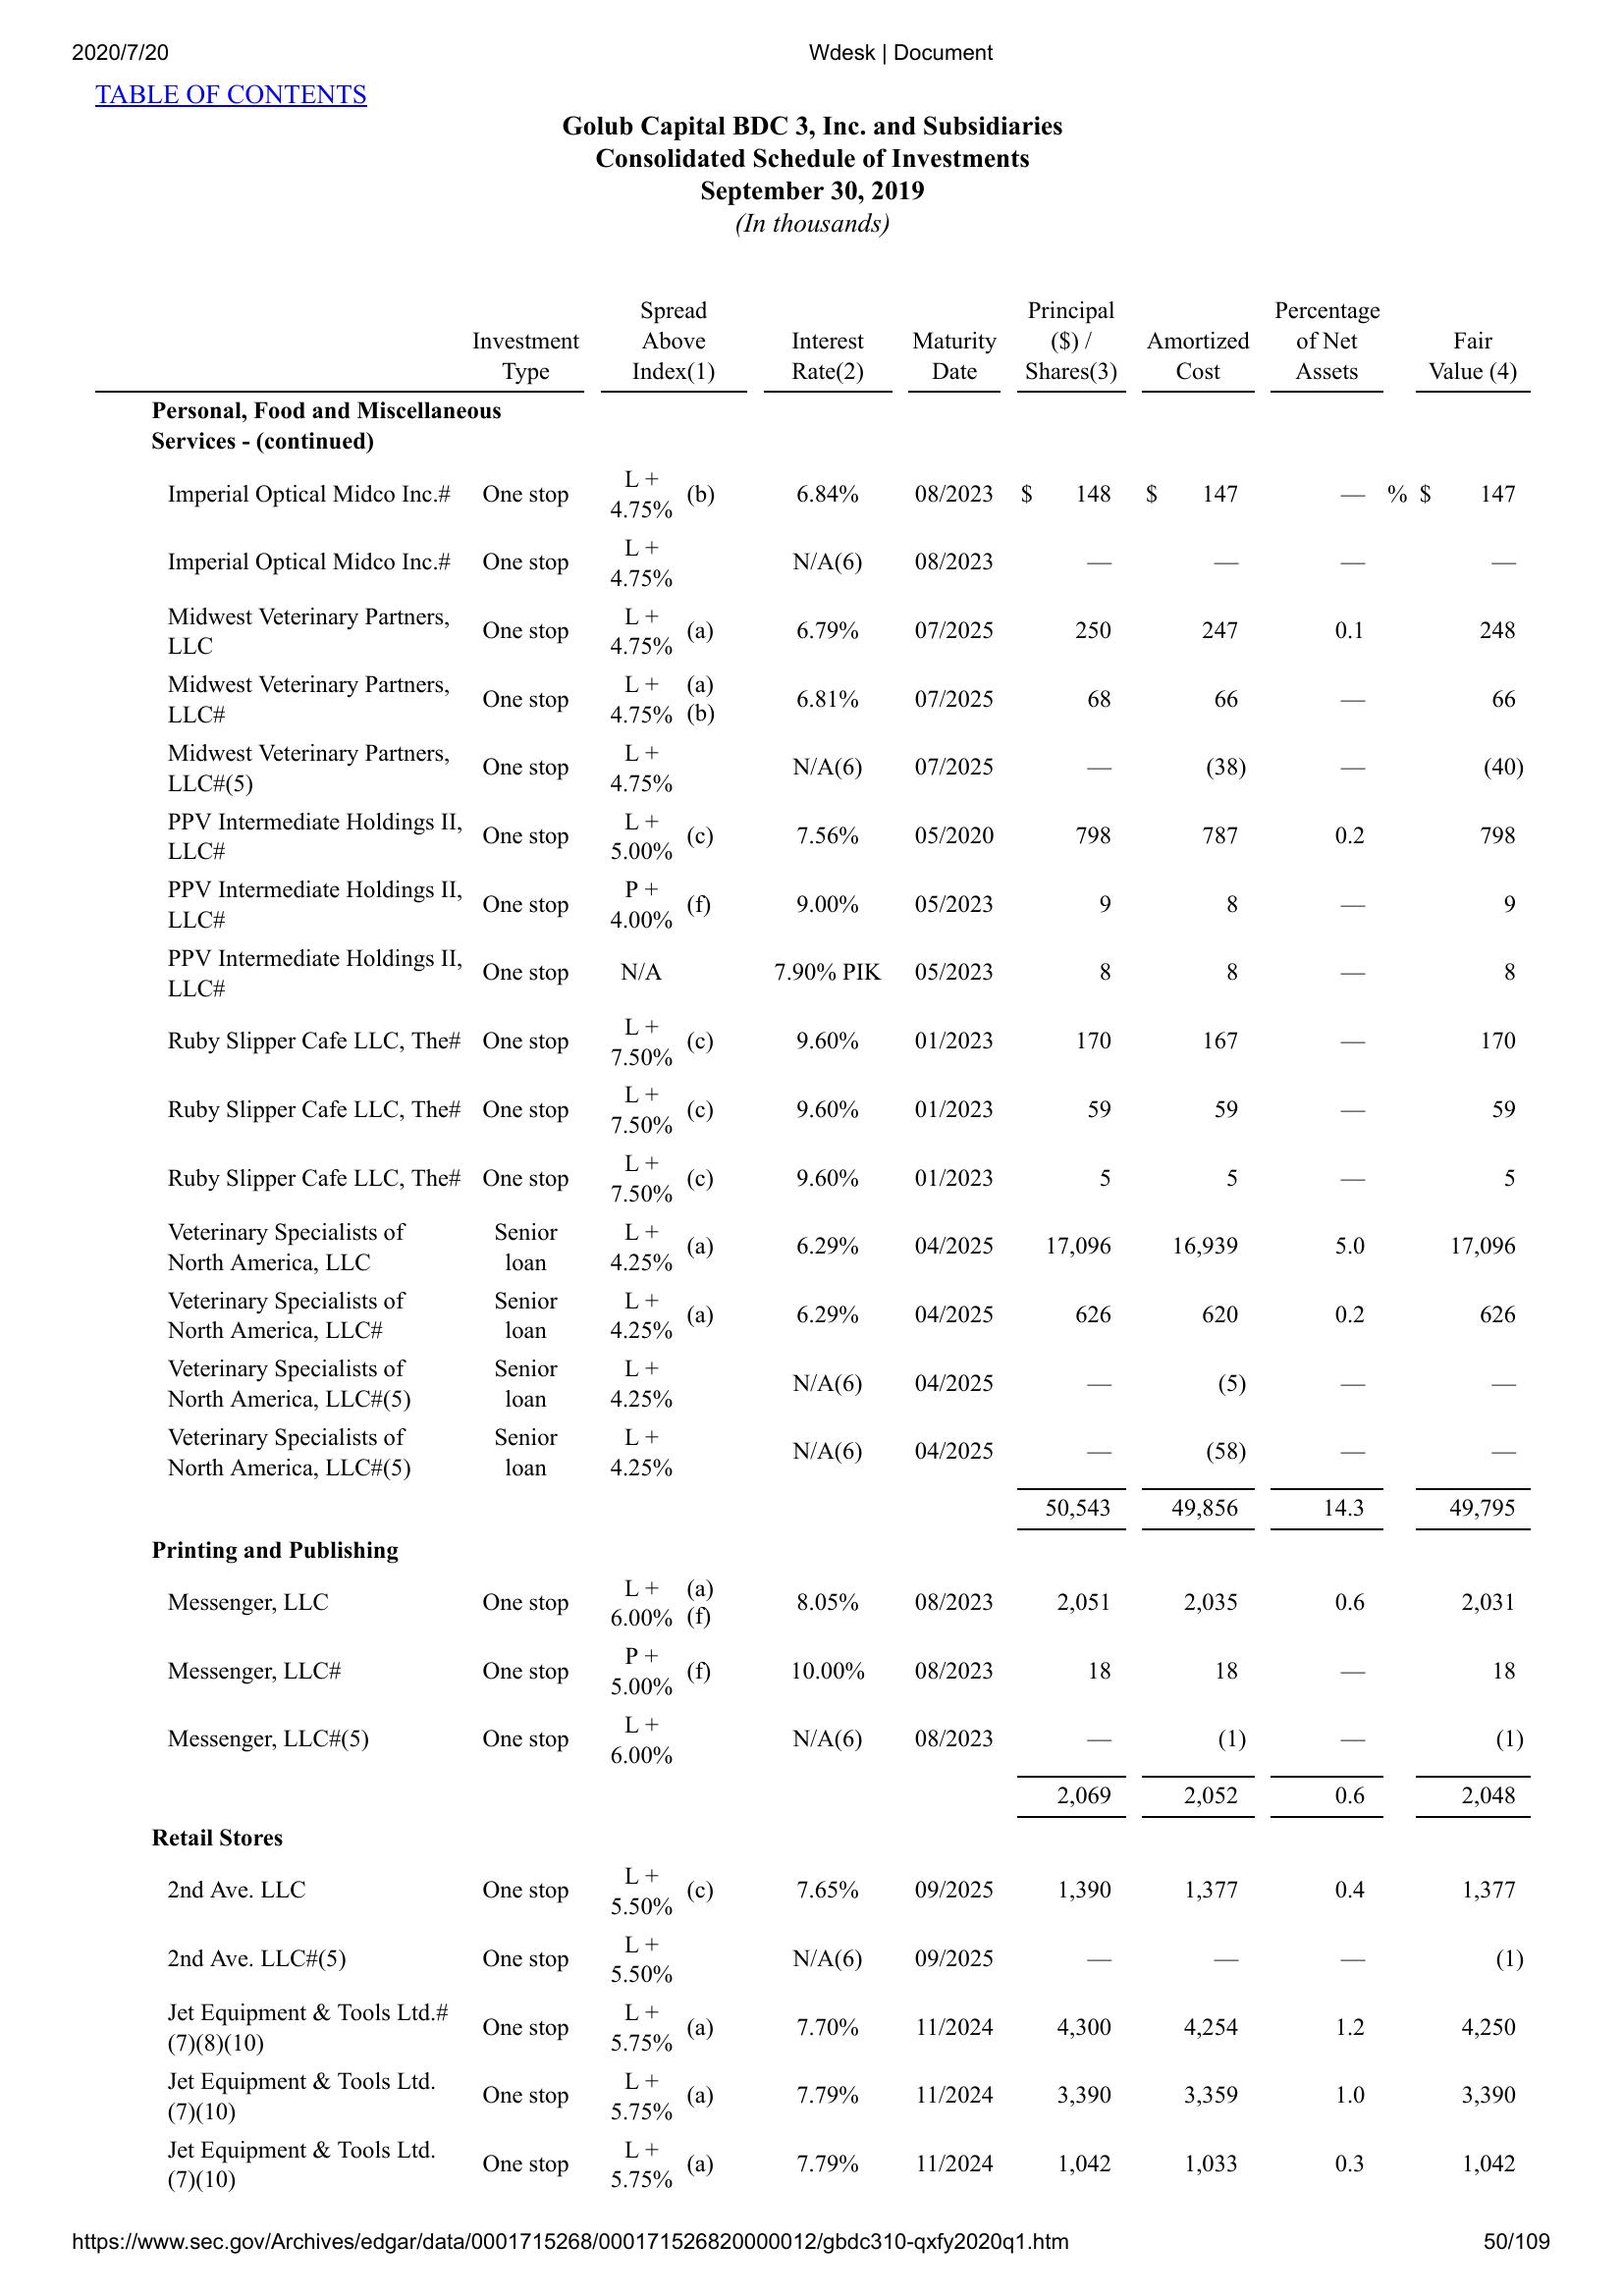 2020/7/20 Wdesk | Document
TABLE OF CONTENTS
Golub Capital BDC 3, Inc. and Subsidiaries
Consolidated Schedule of Investments
September 30, 2019
(In thousands)
Investment Type Spread Above Index(1) Interest Rate(2) Maturity Date Principal ($) / Shares(3) Amortized Cost Percentage of Net Assets Fair Value (4)
Personal, Food and Miscellaneous
Services - (continued)
Imperial Optical Midco Inc.# One stop L + 4.75% (b) 6.84% 08/2023 $ 148 $ 147 — % $ 147
Imperial Optical Midco Inc.# One stop L + 4.75% N/A(6) 08/2023 — — — —
Midwest Veterinary Partners, LLC One stop L + 4.75% (a) 6.79% 07/2025 250 247 0.1 248
Midwest Veterinary Partners, LLC# One stop L + 4.75% (a) (b) 6.81% 07/2025 68 66 — 66
Midwest Veterinary Partners, LLC#(5) One stop L + 4.75% N/A(6) 07/2025 — (38) — (40)
PPV Intermediate Holdings II, LLC# One stop L + 5.00% (c) 7.56% 05/2020 798 787 0.2 798
PPV Intermediate Holdings II, LLC# One stop P + 4.00% (f) 9.00% 05/2023 9 8 — 9
PPV Intermediate Holdings II, LLC# One stop N/A 7.90% PIK 05/2023 8 8 — 8
Ruby Slipper Cafe LLC, The# One stop L + 7.50% (c) 9.60% 01/2023 170 167 — 170
Ruby Slipper Cafe LLC, The# One stop L + 7.50% (c) 9.60% 01/2023 59 59 — 59
Ruby Slipper Cafe LLC, The# One stop L + 7.50% (c) 9.60% 01/2023 5 5 — 5
Veterinary Specialists of North America, LLC Senior loan L + 4.25% (a) 6.29% 04/2025 17,096 16,939 5.0 17,096
Veterinary Specialists of North America, LLC# Senior loan L + 4.25% (a) 6.29% 04/2025 626 620 0.2 626
Veterinary Specialists of North America, LLC#(5) Senior loan L + 4.25% N/A(6) 04/2025 — (5) — —
Veterinary Specialists of North America, LLC#(5) Senior loan L + 4.25% N/A(6) 04/2025 — (58) — —
50,543 49,856 14.3 49,795
Printing and Publishing
Messenger, LLC One stop L + 6.00% (a) (f) 8.05% 08/2023 2,051 2,035 0.6 2,031
Messenger, LLC# One stop P + 5.00% (f) 10.00% 08/2023 18 18 — 18
Messenger, LLC#(5) One stop L + 6.00% N/A(6) 08/2023 — (1) — (1)
2,069 2,052 0.6 2,048
Retail Stores
2nd Ave. LLC One stop L + 5.50% (c) 7.65% 09/2025 1,390 1,377 0.4 1,377
2nd Ave. LLC#(5) One stop L + 5.50% N/A(6) 09/2025 — — — (1)
Jet Equipment & Tools Ltd.# (7)(8)(10) One stop L + 5.75% (a) 7.70% 11/2024 4,300 4,254 1.2 4,250
Jet Equipment & Tools Ltd. (7)(10) One stop L + 5.75% (a) 7.79% 11/2024 3,390 3,359 1.0 3,390
Jet Equipment & Tools Ltd. (7)(10) One stop L + 5.75% (a) 7.79% 11/2024 1,042 1,033 0.3 1,042
https://www.sec.gov/Archives/edgar/data/0001715268/000171526820000012/gbdc310-qxfy2020q1.htm 50/109